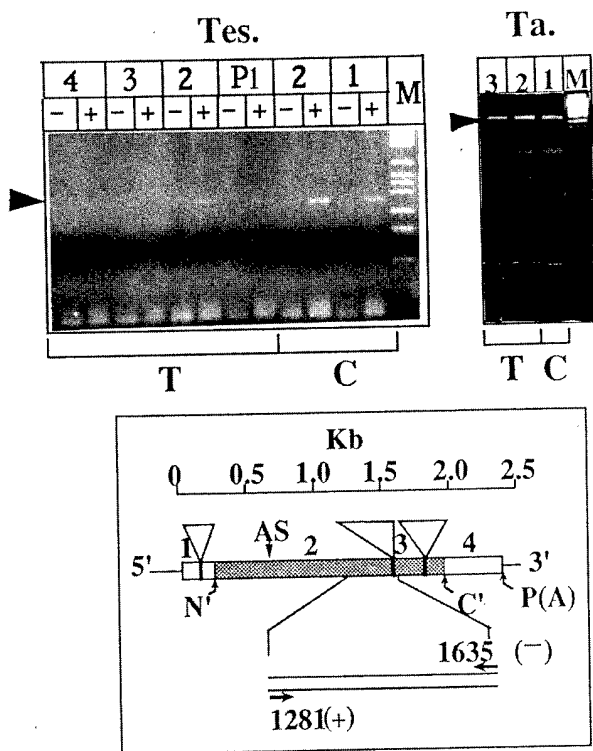 Tes.
4 3 2 P1 2 1 M
− + − + − + − + − + − +
T C
Ta.
3 2 1 M
T C
Kb
0 0,5 1,0 1,5 2,0 2.5
1 AS 2 3 4
5' 3'
N' C' P(A)
1635 (−)
1281(+)